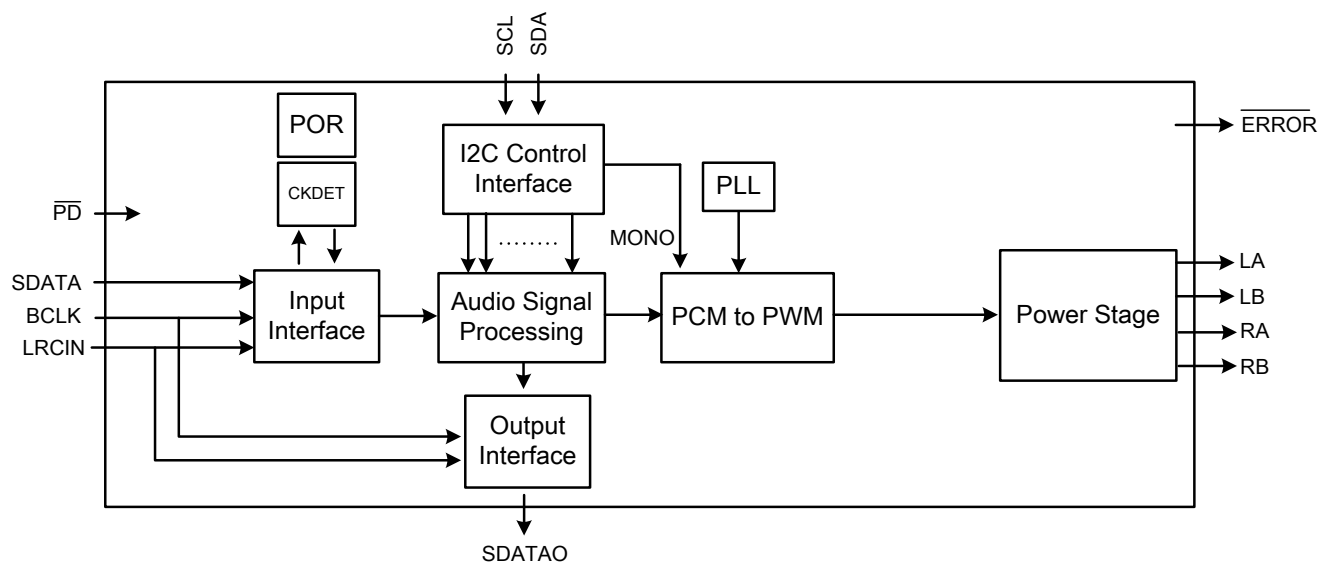 SCL
SDA
POR
I2C Control
Interface
ERROR
CKDET
PLL
PD
........
MONO
SDATA
BCLK
LRCIN
Input
Interface
Audio Signal
Processing
PCM to PWM
Power Stage
LA
LB
RA
RB
Output
Interface
SDATAO